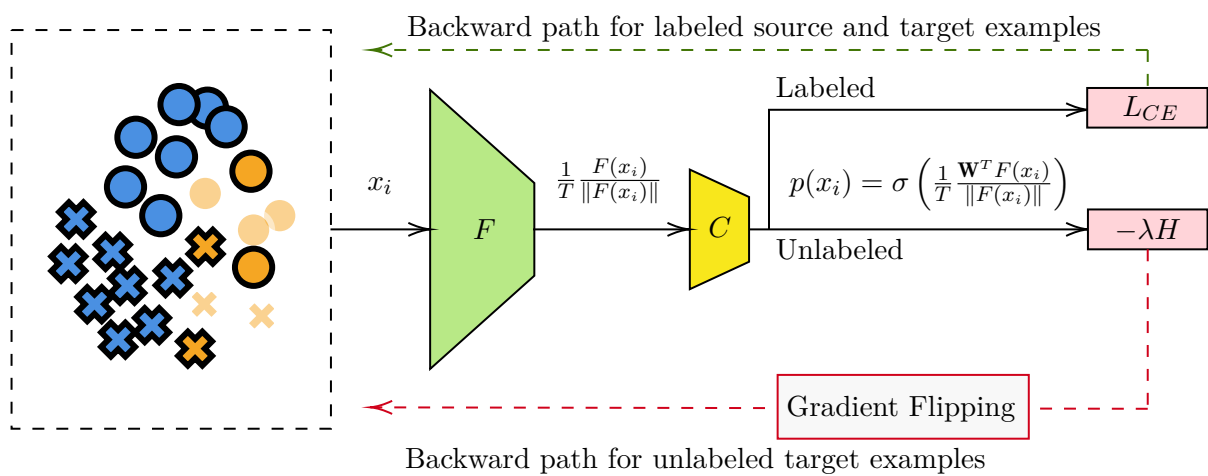 Backward path for labeled source and target examples
Labeled
L_{CE}
x_i
\frac{1}{T} \frac{F(x_i)}{\|F(x_i)\|}
p(x_i) = \sigma \left( \frac{1}{T} \frac{\mathbf{W}^T F(x_i)}{\|F(x_i)\|} \right)
F
C
-\lambda H
Unlabeled
Gradient Flipping
Backward path for unlabeled target examples